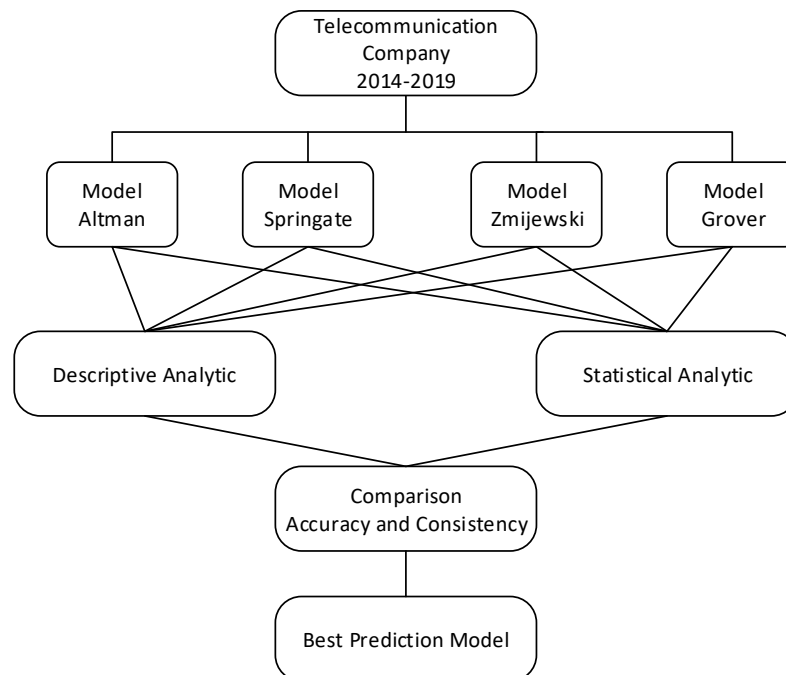 Telecommunication
Company
2014-2019
Model
Altman
Model
Springate
Model
Zmijewski
Model
Grover
Descriptive Analytic
Statistical Analytic
Comparison
Accuracy and Consistency
Best Prediction Model